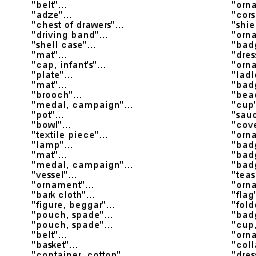 "belt"... "orna
"adze"... "cors
"chest of drawers"... "shie
"driving band"... "orna
"shell case"... "badg
"mat"... "dres
"cap, infant's"... "orna
"plate"... "ladl
"mat"... "badg
"brooch"... "bead
"medal, campaign"... "cup"
"pot"... "sauc
"bowl"... "cove
"textile piece"... "orna
"lamp"... "badg
"mat"... "badg
"medal, campaign"... "badg
"vessel"... "teas
"ornament"... "orna
"bark cloth"... "flag"
"figure, beggar"... "folde
"pouch, spade"... "badg
"pouch, spade"... "cup,
"belt"... "orna
"basket"... "colla
"container, cotton "dres